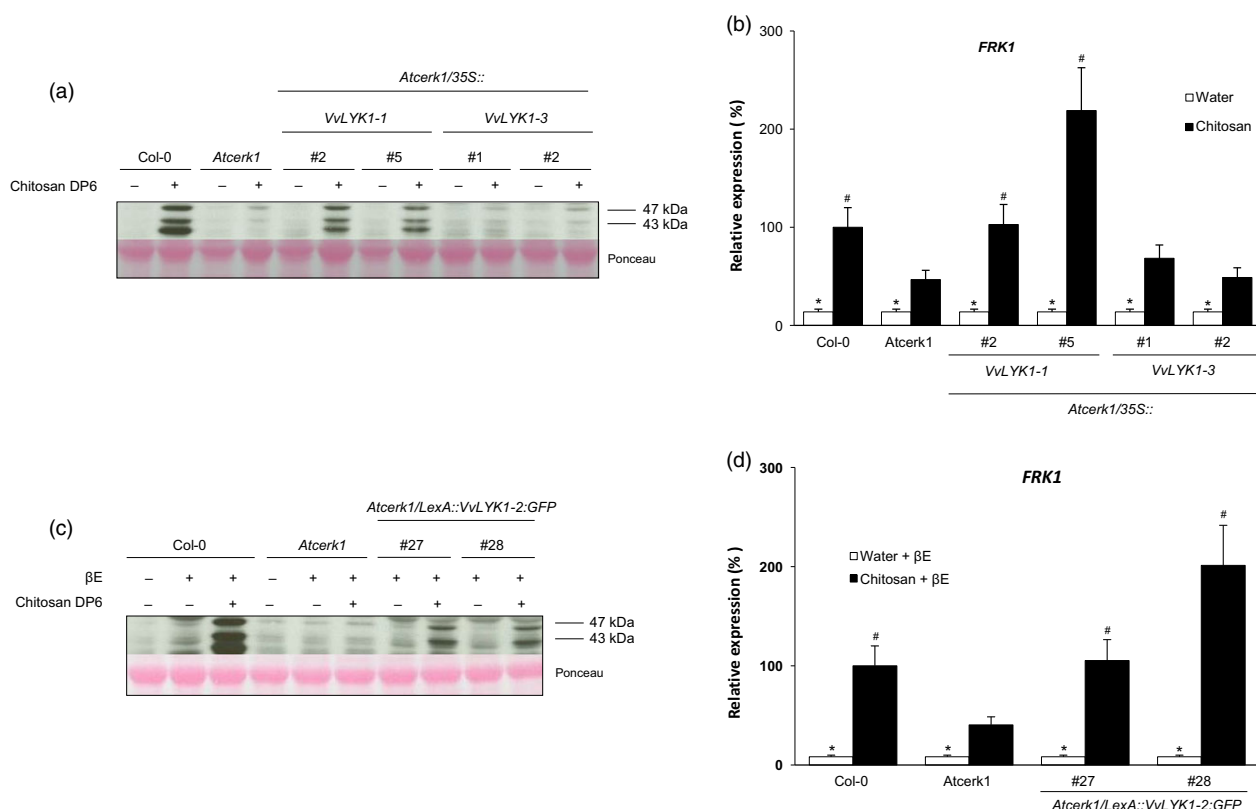 (a)
Atcerk1/35S::
VvLYK1-1 VvLYK1-3
Col-0 Atcerk1 #2 #5 #1 #2
Chitosan DP6 – + – + – + – + – + – +
47 kDa
43 kDa
Ponceau
(b)
FRK1
Relative expression ( %)
300
200
100
0
Water
Chitosan
# # #
* * * * * *
Col-0 Atcerk1 #2 #5 #1 #2
VvLYK1-1 VvLYK1-3
Atcerk1/35S::
(c)
Atcerk1/LexA::VvLYK1-2:GFP
Col-0 Atcerk1 #27 #28
βE – + + – + + + + + +
Chitosan DP6 – – + – – + – + – +
47 kDa
43 kDa
Ponceau
(d)
FRK1
Relative expression (% )
300
200
100
0
Water + βE
Chitosan + βE
# # #
* * * *
Col-0 Atcerk1 #27 #28
Atcerk1/LexA::VvLYK1-2:GFP